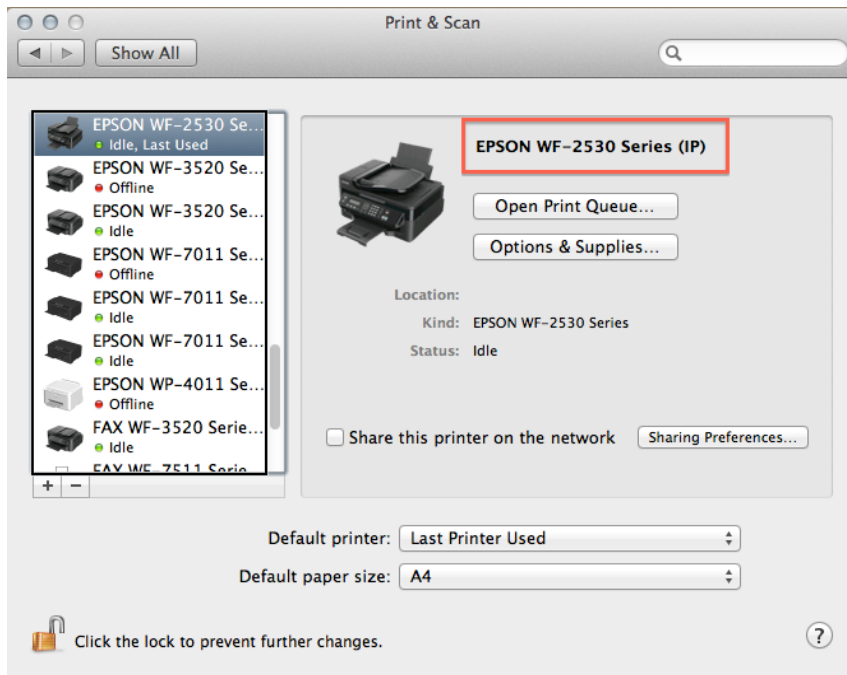 Print & Scan
Show All
EPSON WF-2530 Se...
Idle, Last Used
EPSON WF-3520 Se...
Offline
EPSON WF-3520 Se...
Idle
EPSON WF-7011 Se...
Offline
EPSON WF-7011 Se...
Idle
EPSON WF-7011 Se...
Idle
EPSON WP-4011 Se...
Offline
FAX WF-3520 Serie...
Idle
FAX WF-7511 Serie
+ −
EPSON WF-2530 Series (IP)
Open Print Queue...
Options & Supplies...
Location:
Kind: EPSON WF-2530 Series
Status: Idle
Share this printer on the network Sharing Preferences...
Default printer: Last Printer Used
Default paper size: A4
Click the lock to prevent further changes.
?